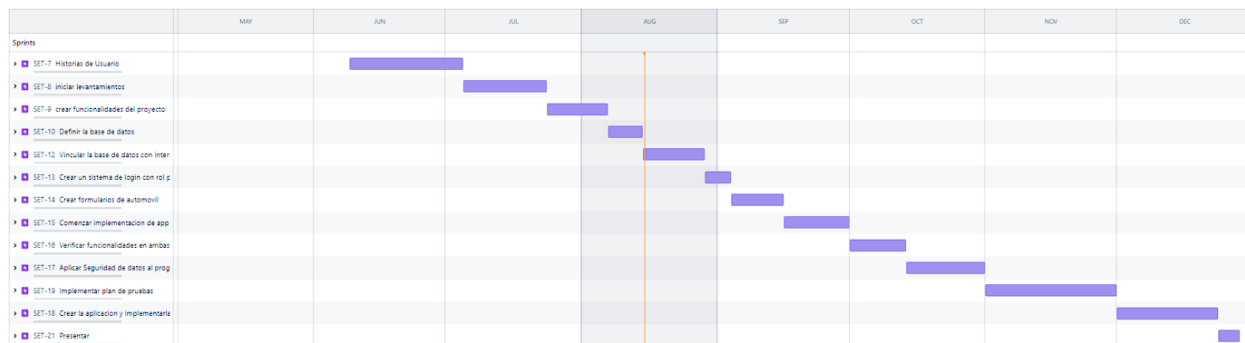 MAY JUN JUL AUG SEP OCT NOV DEC
Sprints
SET-7 Historias de Usuario
SET-8 iniciar levantamientos
SET-9 crear funcionalidades del proyecto
SET-10 Definir la base de datos
SET-12 Vincular la base de datos con inter
SET-13 Crear un sistema de login con rol p
SET-14 Crear formularios de automovil
SET-15 Comenzar implementacion de app
SET-16 Verificar funcionalidades en ambas
SET-17 Aplicar Seguridad de datos al prog
SET-19 Implementar plan de pruebas
SET-18 Crear la aplicacion y implementarla
SET-21 Presentar